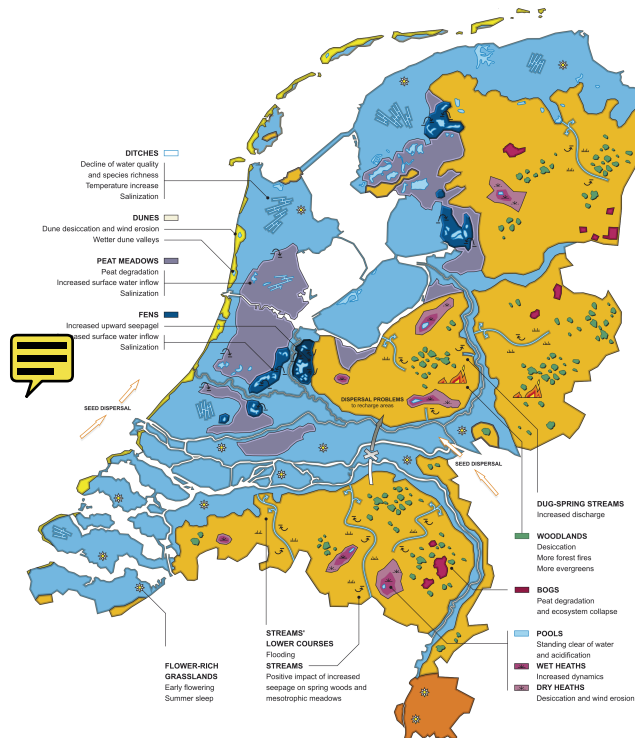 DITCHES
Decline of water quality
and species richness
Temperature increase
Salinization
DUNES
Dune desiccation and wind erosion
Wetter dune valleys
PEAT MEADOWS
Peat degradation
Increased surface water inflow
Salinization
FENS
Increased upward seepagel
ased surface water inflow
Salinization
SEED DISPERSAL
DISPERSAL PROBLEMS
to recharge areas
SEED DISPERSAL
DUG-SPRING STREAMS
Increased discharge
WOODLANDS
Desiccation
More forest fires
More evergreens
BOGS
Peat degradation
and ecosystem collapse
POOLS
Standing clear of water
and acidification
WET HEATHS
Increased dynamics
DRY HEATHS
Desiccation and wind erosion
STREAMS'
LOWER COURSES
Flooding
STREAMS
Positive impact of increased
seepage on spring woods and
mesotrophic meadows
FLOWER-RICH
GRASSLANDS
Early flowering
Summer sleep